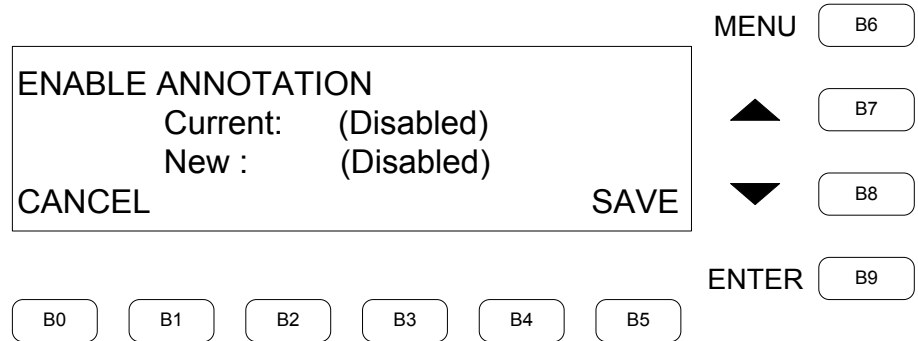 MENU B6
ENABLE ANNOTATION
Current: (Disabled)
B7
New : (Disabled)
CANCEL SAVE
B8
ENTER B9
B0 B1 B2 B3 B4 B5